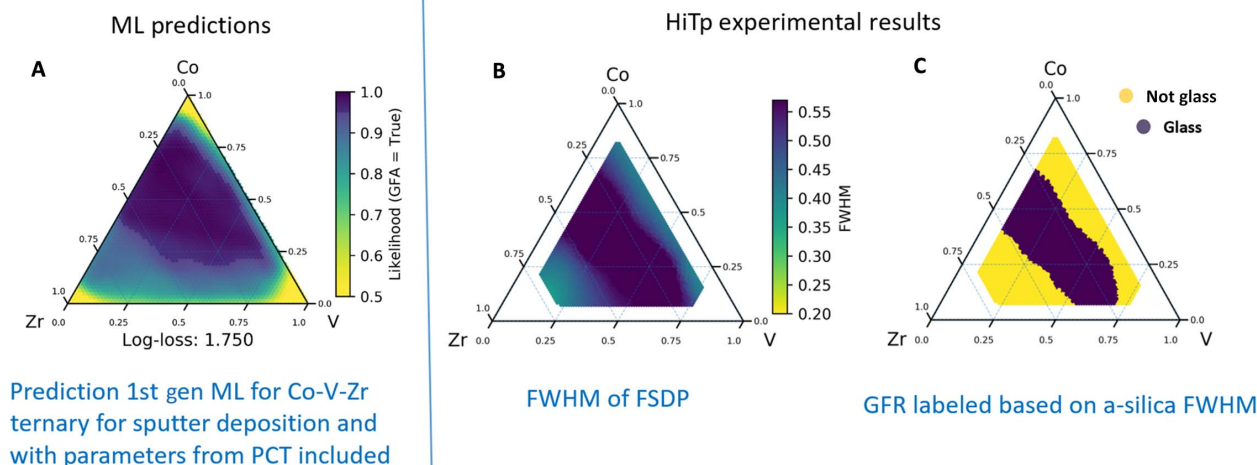 ML predictions
HiTp experimental results
A
Co
0.0
1.0
0.25
0.75
0.5
0.5
0.75
0.25
1.0
0.0
Zr
0.0
0.25
0.5
0.75
1.0
V
Log-loss: 1.750
1.0
0.9
0.8
0.7
0.6
0.5
Likelihood (GFA = True)
B
Co
0.0
1.0
0.25
0.75
0.5
0.5
0.75
0.25
1.0
0.0
Zr
0.0
0.25
0.5
0.75
1.0
V
0.55
0.50
0.45
0.40
0.35
0.30
0.25
0.20
FWHM
C
Co
0.0
1.0
0.25
0.75
0.5
0.5
0.75
0.25
1.0
0.0
Zr
0.0
0.25
0.5
0.75
1.0
V
Not glass
Glass
Prediction 1st gen ML for Co-V-Zr
ternary for sputter deposition and
with parameters from PCT included
FWHM of FSDP
GFR labeled based on a-silica FWHM